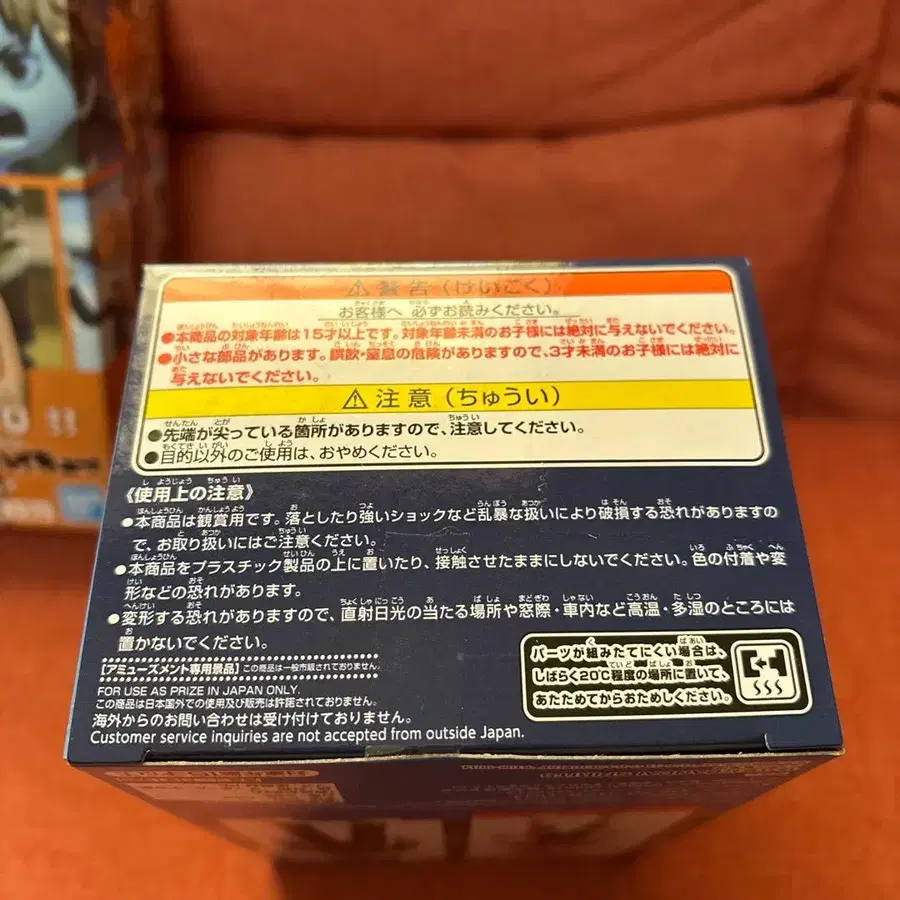 ⚠ 警告（けいこく）
お客様へ 必ずお読みください。
●本商品の対象年齢は15才以上です。対象年齢未満のお子様には絶対に与えないでください。
●小さな部品があります。誤飲・窒息の危険がありますので、3才未満のお子様には絶対に
与えないでください。
⚠ 注意（ちゅうい）
●先端が尖っている箇所がありますので、注意してください。
●目的以外のご使用は、おやめください。
《使用上の注意》
●本商品は観賞用です。落としたり強いショックなど乱暴な扱いにより破損する恐れがありますの
で、お取り扱いにはご注意ください。
●本商品をプラスチック製品の上に置いたり、接触させたままにしないでください。色の付着や変
形などの恐れがあります。
●変形する恐れがありますので、直射日光の当たる場所や窓際・車内など高温・多湿のところには
置かないでください。
【アミューズメント専用景品】この商品は一般市販されておりません。
FOR USE AS PRIZE IN JAPAN ONLY.
この商品は日本国外での使用及び販売は許諾されておりません。
海外からのお問い合わせは受け付けておりません。
Customer service inquiries are not accepted from outside Japan.
パーツが組みたてにくい場合は、
しばらく20℃程度の場所に置いて、
あたためてからおためしください。